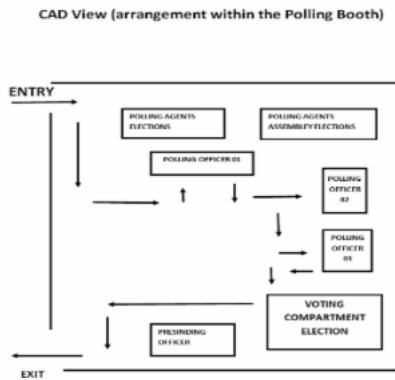 CAD View (arrangement within the Polling Booth)
ENTRY
POLLING AGENTS
ELECTIONS
POLLING AGENTS
ASSEMBLY ELECTIONS
POLLING OFFICER 01
POLLING
OFFICER
02
POLLING
OFFICER
03
VOTING
COMPARTMENT
ELECTION
PRESINDING
OFFICER
EXIT